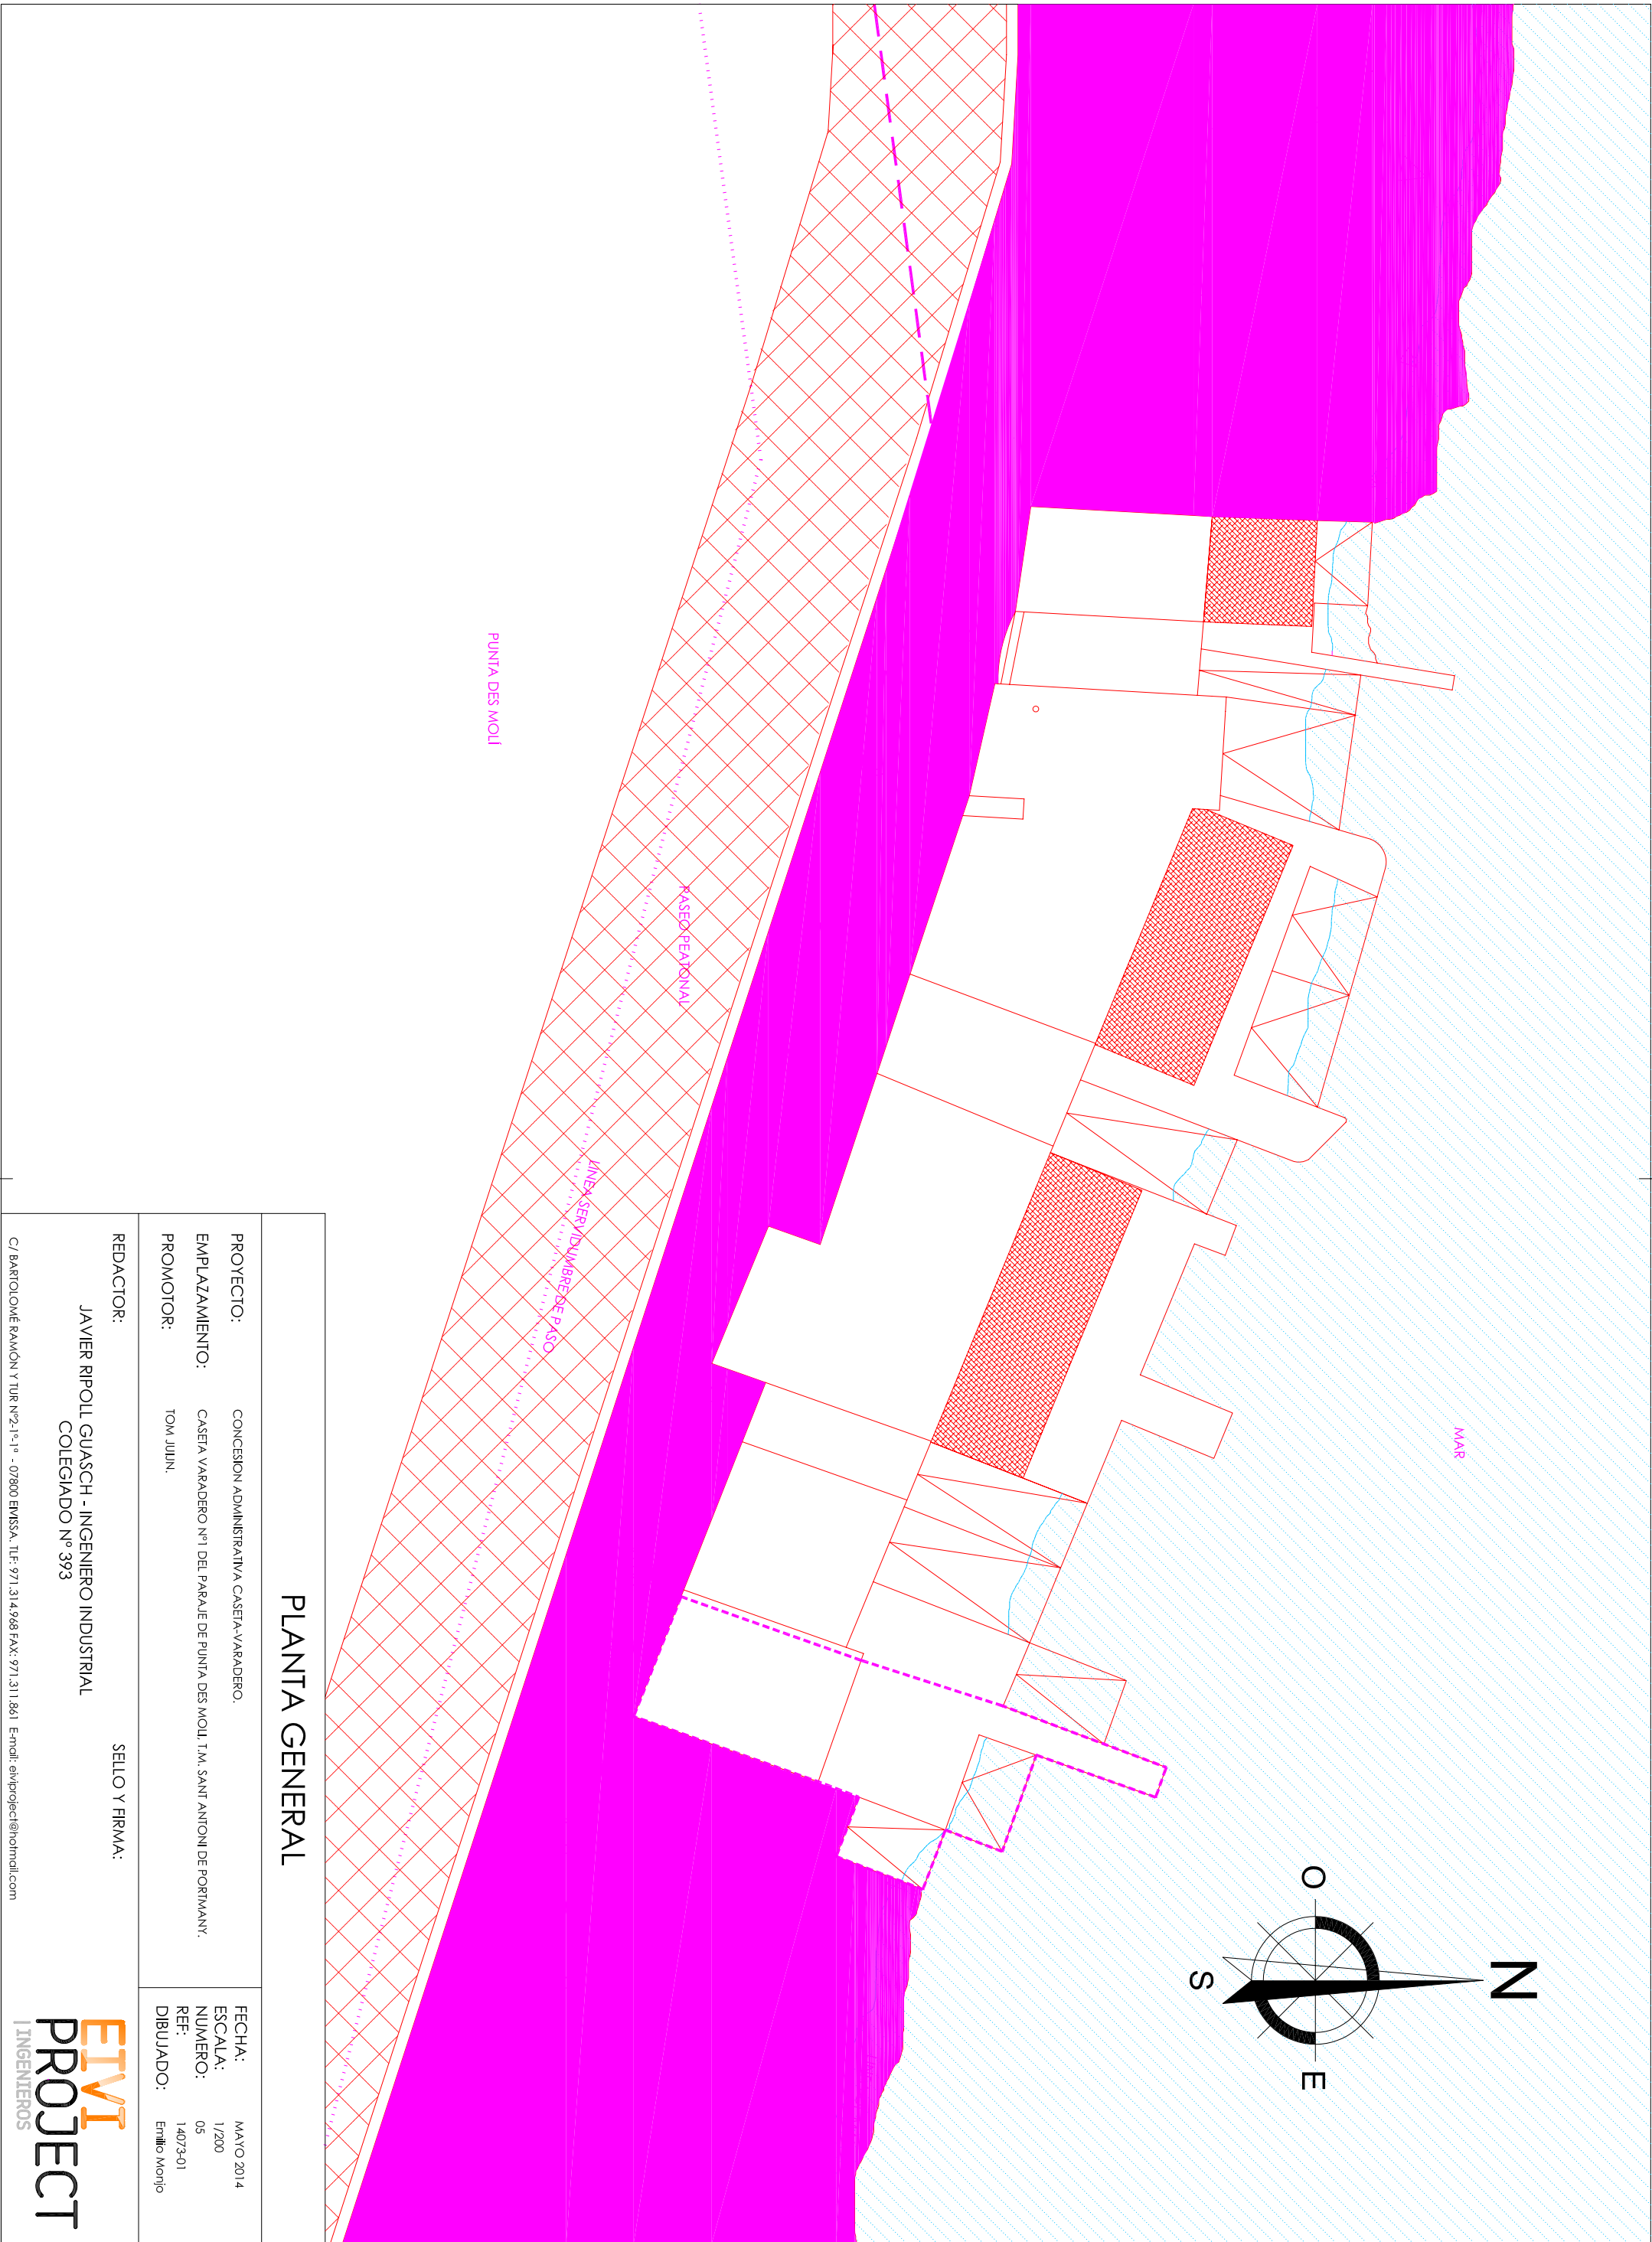 N
O
E
S
MAR
PUNTA DES MOLÍ
PASEO PEATONAL
LÍNEA SERVIDUMBRE DE PASO
PLANTA GENERAL
PROYECTO: CONCESION ADMINISTRATIVA CASETA-VARADERO.
EMPLAZAMIENTO: CASETA VARADERO Nº1 DEL PARAJE DE PUNTA DES MOLI. T.M. SANT ANTONI DE PORTMANY.
PROMOTOR: TOM JULIN.
FECHA: MAYO 2014
ESCALA: 1/200
NUMERO: 05
REF: 14073-01
DIBUJADO: Emilio Monjo
REDACTOR:
SELLO Y FIRMA:
JAVIER RIPOLL GUASCH - INGENIERO INDUSTRIAL
COLEGIADO Nº 393
C/ BARTOLOMÉ RAMÓN Y TUR Nº2-1º-1ª - 07800 EIVISSA. TLF: 971.314.968 FAX: 971.311.861 E-mail: eiviproject@hotmail.com
EIVI
PROJECT
| INGENIEROS